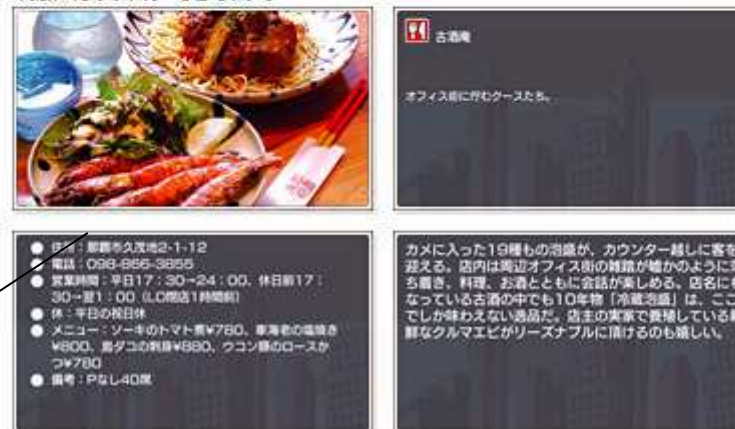 古酒庵
オフィス街に佇むクースたち。
● 住所：那覇市久茂地2-1-12
● 電話：098-866-3855
● 営業時間：平日17：30~24：00、休日前17：
30~翌1：00（LO閉店1時間前）
● 休：平日の祝日休
● メニュー：ソーキのトマト煮¥780、車海老の塩焼き
¥800、島ダコの刺身¥880、ウコン豚のロースか
つ¥780
● 備考：Pなし40席
カメに入った19種もの泡盛が、カウンター越しに客を
迎える。店内は周辺オフィス街の雑踏が嘘かのように
ち着き、料理、お酒とともに会話が楽しめる。店名にも
なっている古酒の中でも10年物「冷蔵泡盛」は、ここ
でしか味わえない逸品だ。店主の実家で養殖している
鮮なクルマエビがリーズナブルに頂けるのも嬉しい。